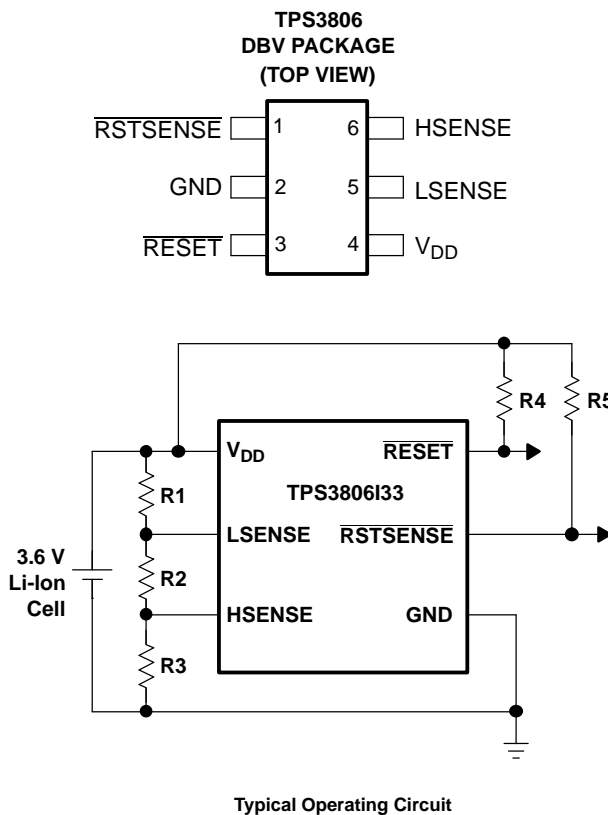 TPS3806
DBV PACKAGE
(TOP VIEW)
RSTSENSE 1 6 HSENSE
GND 2 5 LSENSE
RESET 3 4 VDD
R4 R5
VDD RESET
R1 TPS3806I33
LSENSE RSTSENSE
3.6 V
Li-Ion
Cell
R2
HSENSE GND
R3
Typical Operating Circuit